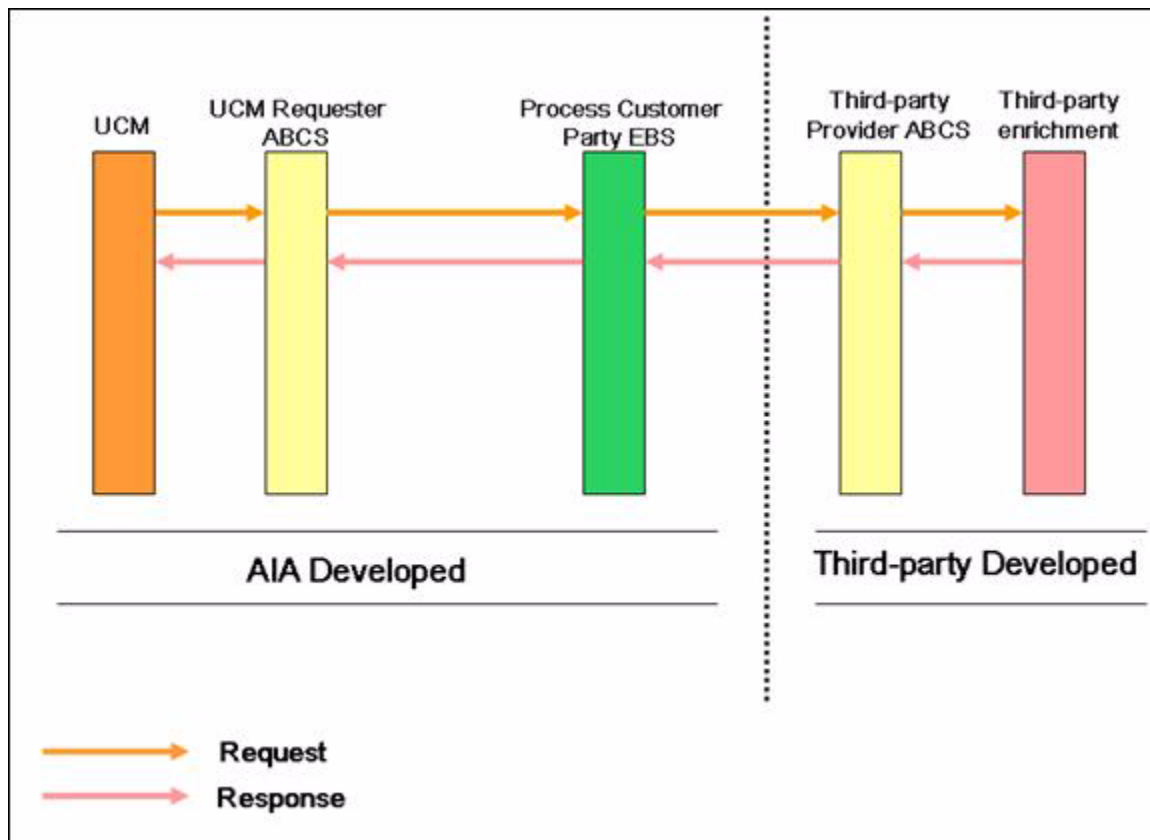 UCM
UCM Requester
ABCS
Process Customer
Party EBS
Third-party
Provider ABCS
Third-party
enrichment
AIA Developed
Third-party Developed
Request
Response